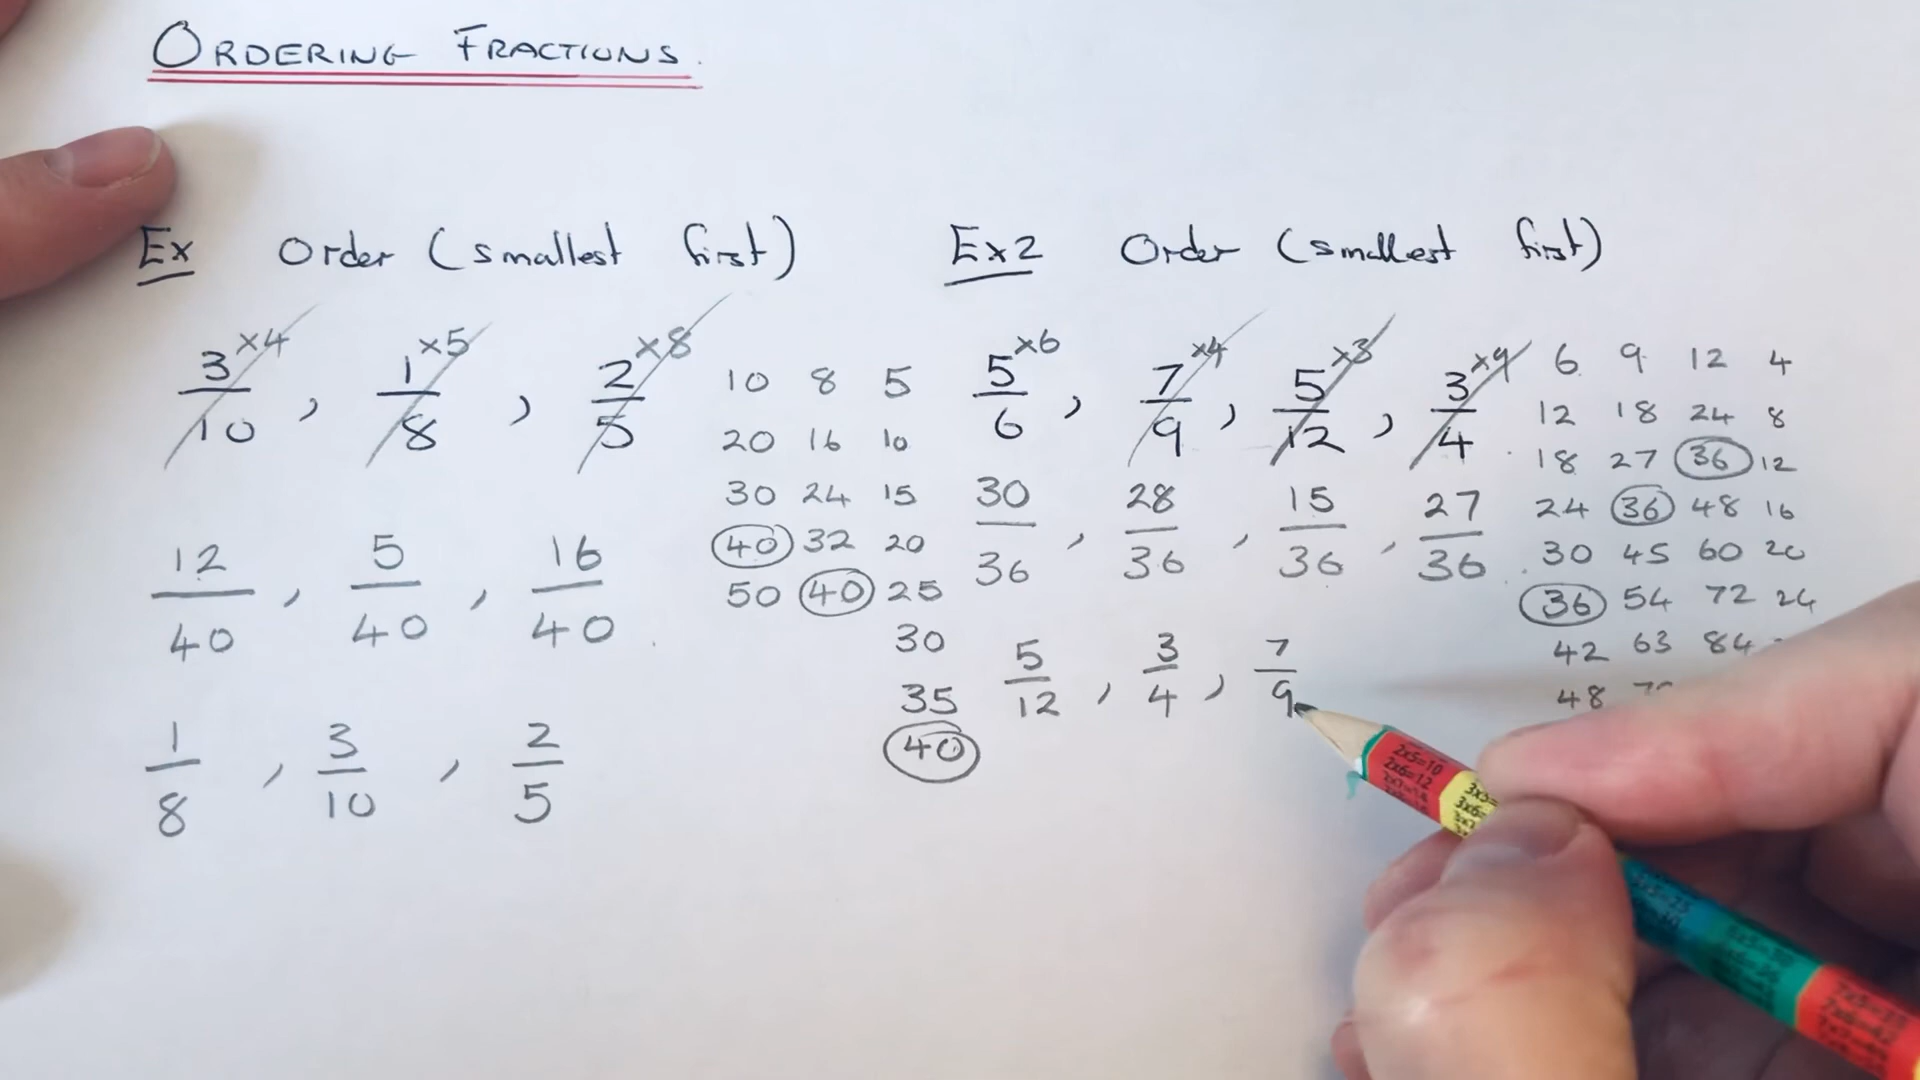 ORDERING FRACTIONS.
Ex Order (smallest first)
3/10 ×4 , 1/8 ×5 , 2/5 ×8
10 8 5
20 16 10
30 24 15
40 32 20
50 40 25
30
35
40
12/40 , 5/40 , 16/40
1/8 , 3/10 , 2/5
Ex2 Order (smallest first)
5/6 ×6 , 7/9 ×4 , 5/12 ×3 , 3/4 ×9
6 9 12 4
12 18 24 8
18 27 36 12
24 36 48 16
30 45 60 20
36 54 72 24
42 63 84
48
30/36 , 28/36 , 15/36 , 27/36
5/12 , 3/4 , 7/9
2x5=10
2x6=12